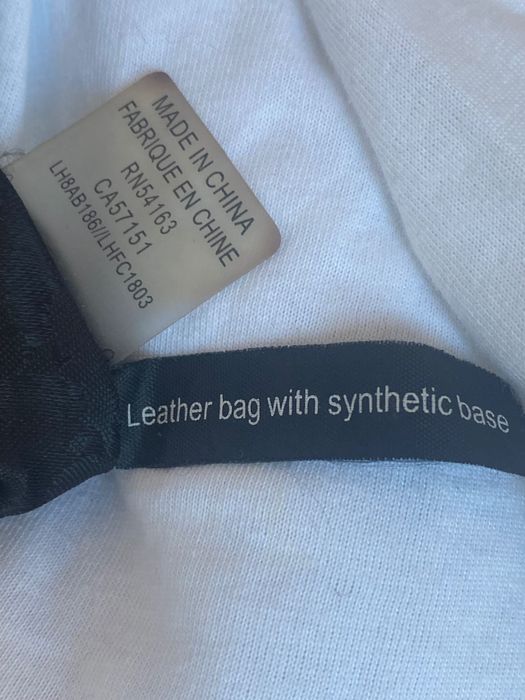 MADE IN CHINA
FABRIQUE EN CHINE
RN54163
CA57151
LH8AB186//LHFC1803
Leather bag with synthetic base